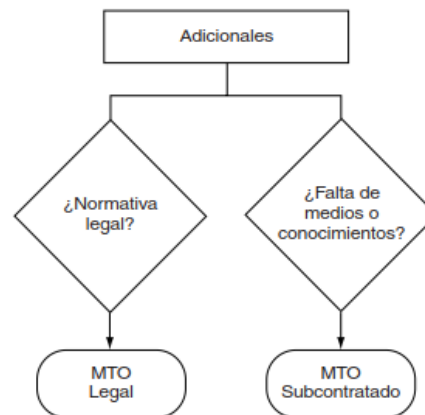 Adicionales
¿Normativa
legal?
¿Falta de
medios o
conocimientos?
MTO
Legal
MTO
Subcontratado